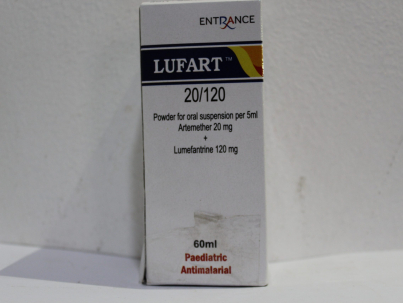 ENTRANCE
LUFART™
20/120
Powder for oral suspension per 5ml
Artemether 20 mg
+
Lumefantrine 120 mg
60ml
Paediatric
Antimalarial